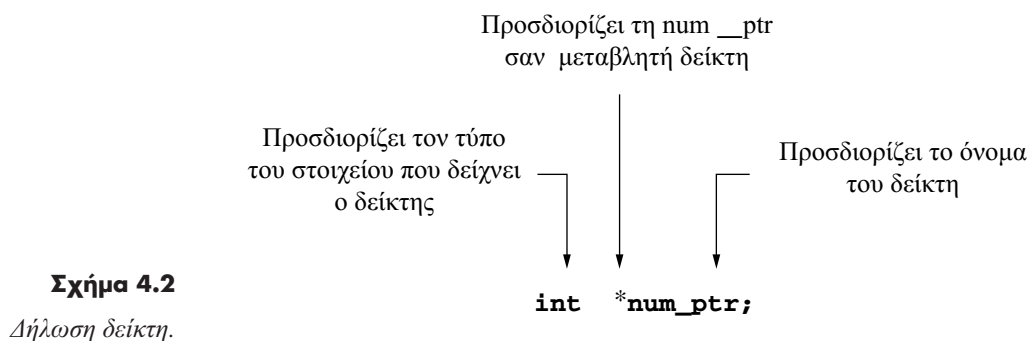 Προσδιορίζει τη num __ptr
σαν μεταβλητή δείκτη
Προσδιορίζει τον τύπο
του στοιχείου που δείχνει
ο δείκτης
Προσδιορίζει το όνομα
του δείκτη
int *num_ptr;
Σχήμα 4.2
Δήλωση δείκτη.